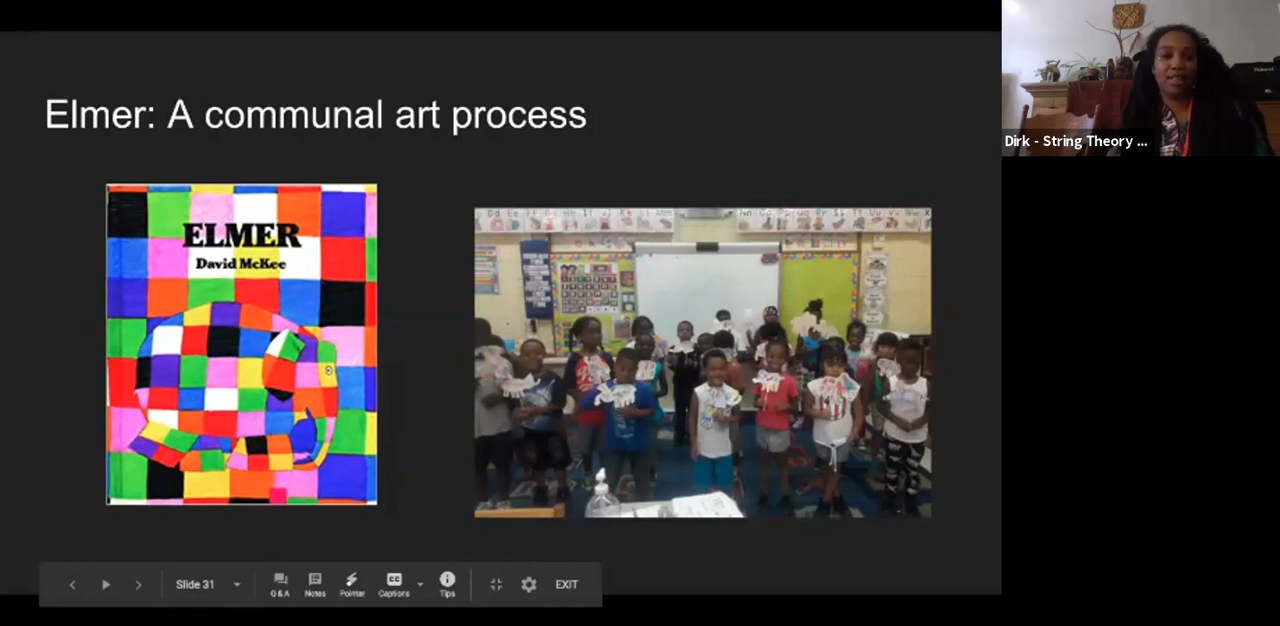 Elmer: A communal art process
ELMER
David McKee
Dirk - String Theory ...
Slide 31
Q & A
Notes
Pointer
Captions
Tips
EXIT